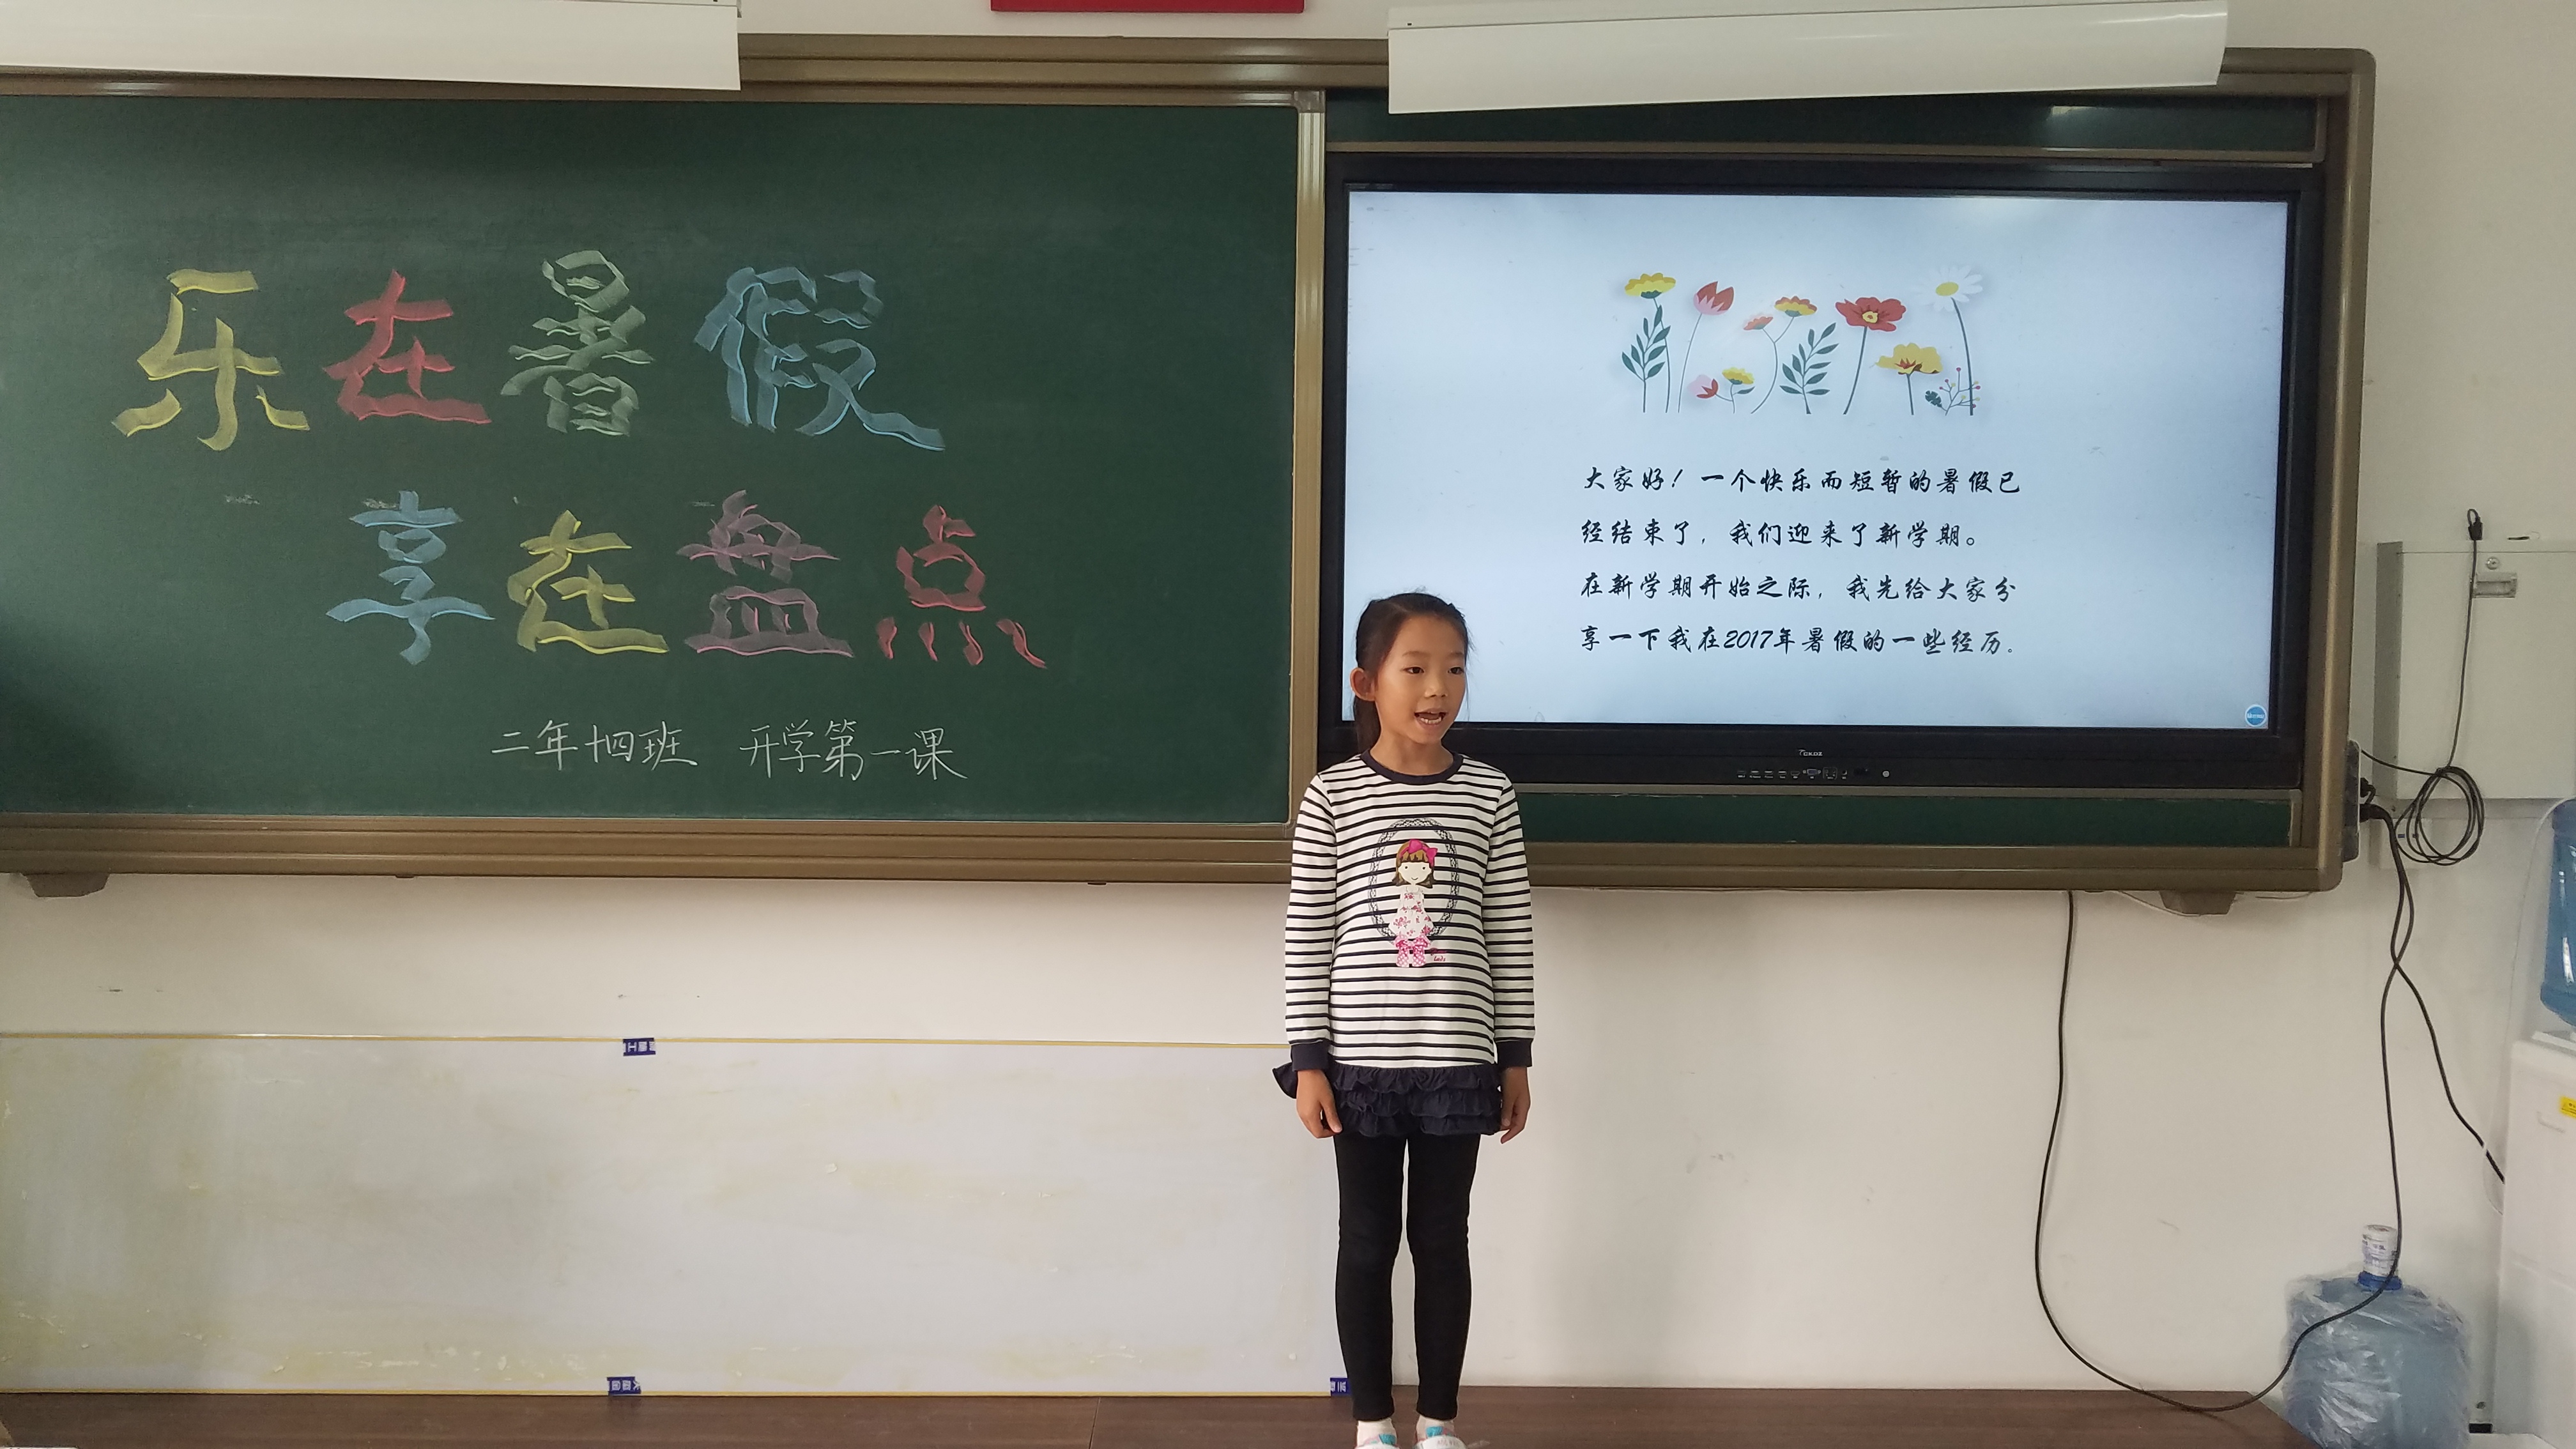 乐在暑假
享在盘点
二年十四班 开学第一课
大家好！一个快乐而短暂的暑假已
经结束了，我们迎来了新学期。
在新学期开始之际，我先给大家分
享一下我在2017年暑假的一些经历。